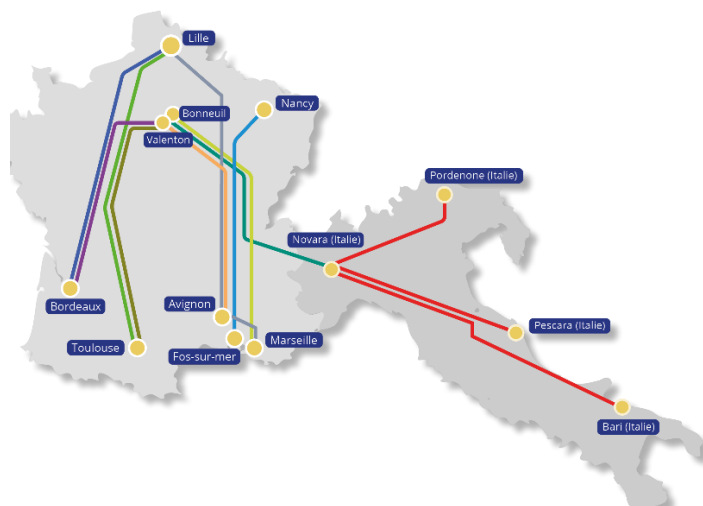 Lille
Nancy
Bonneuil
Valenton
Pordenone (Italie)
Novara (Italie)
Avignon
Bordeaux
Pescara (Italie)
Marseille
Toulouse
Fos-sur-mer
Bari (Italie)